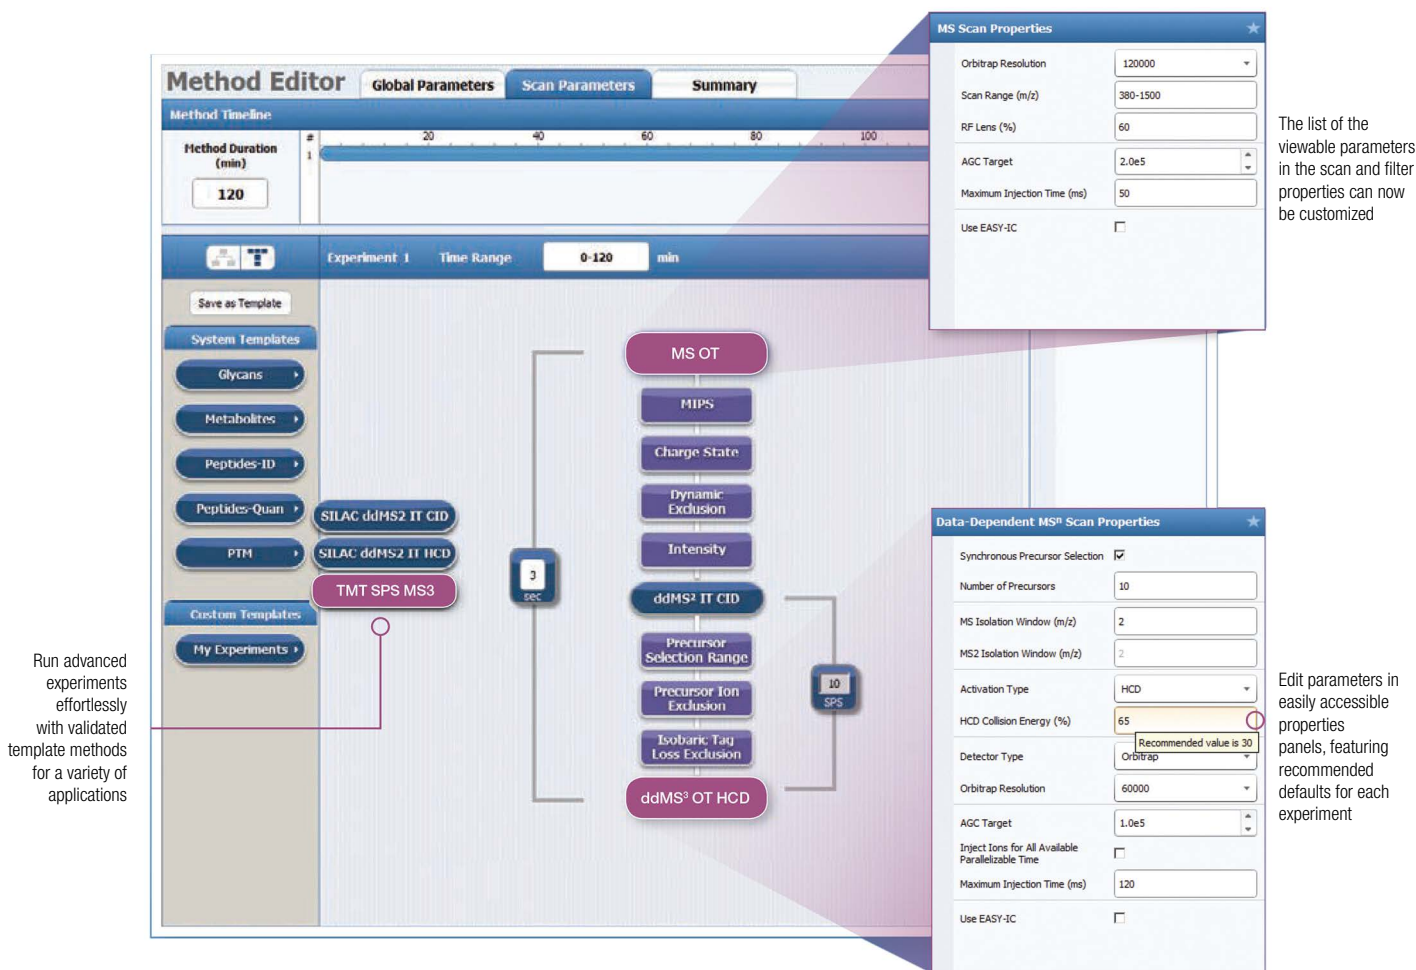 Method Editor
Global Parameters
Scan Parameters
Summary
Method Timeline
Method Duration
(min)
120
#
1
20
40
60
80
100
Experiment 1
Time Range
0-120
min
Save as Template
System Templates
Glycans
Metabolites
Peptides-ID
Peptides-Quan
PTM
SILAC ddMS2 IT CID
SILAC ddMS2 IT HCD
TMT SPS MS3
Custom Templates
My Experiments
Run advanced
experiments
effortlessly
with validated
template methods
for a variety of
applications
3
sec
MS OT
MIPS
Charge State
Dynamic
Exclusion
Intensity
ddMS² IT CID
Precursor
Selection Range
Precursor Ion
Exclusion
Isobaric Tag
Loss Exclusion
ddMS³ OT HCD
10
SPS
MS Scan Properties
Orbitrap Resolution
120000
Scan Range (m/z)
380-1500
RF Lens (%)
60
AGC Target
2.0e5
Maximum Injection Time (ms)
50
Use EASY-IC
The list of the
viewable parameters
in the scan and filter
properties can now
be customized
Data-Dependent MSⁿ Scan Properties
Synchronous Precursor Selection
Number of Precursors
10
MS Isolation Window (m/z)
2
MS2 Isolation Window (m/z)
2
Activation Type
HCD
HCD Collision Energy (%)
65
Recommended value is 30
Detector Type
Orbitrap
Orbitrap Resolution
60000
AGC Target
1.0e5
Inject Ions for All Available
Parallelizable Time
Maximum Injection Time (ms)
120
Use EASY-IC
Edit parameters in
easily accessible
properties
panels, featuring
recommended
defaults for each
experiment